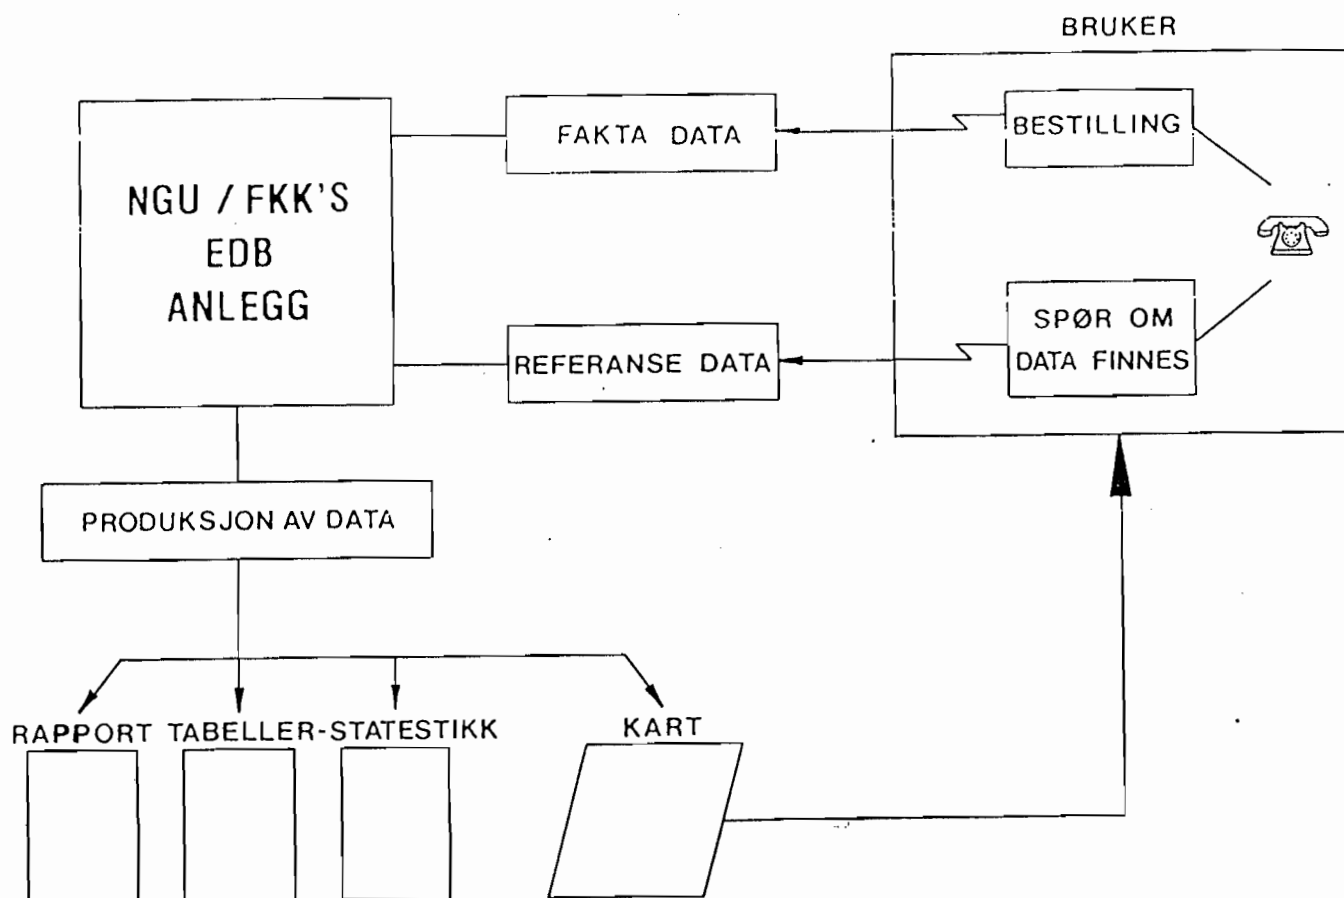 BRUKER
FAKTA DATA
BESTILLING
NGU / FKK'S
EDB
ANLEGG
REFERANSE DATA
SPØR OM
DATA FINNES
PRODUKSJON AV DATA
RAPPORT TABELLER-STATESTIKK KART